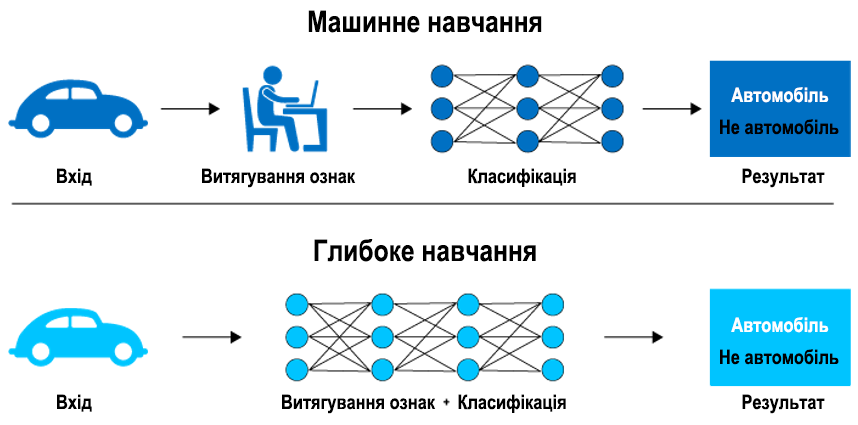 Машинне навчання
Автомобіль
Не автомобіль
Вхід
Витягування ознак
Класифікація
Результат
Глибоке навчання
Автомобіль
Не автомобіль
Вхід
Витягування ознак + Класифікація
Результат